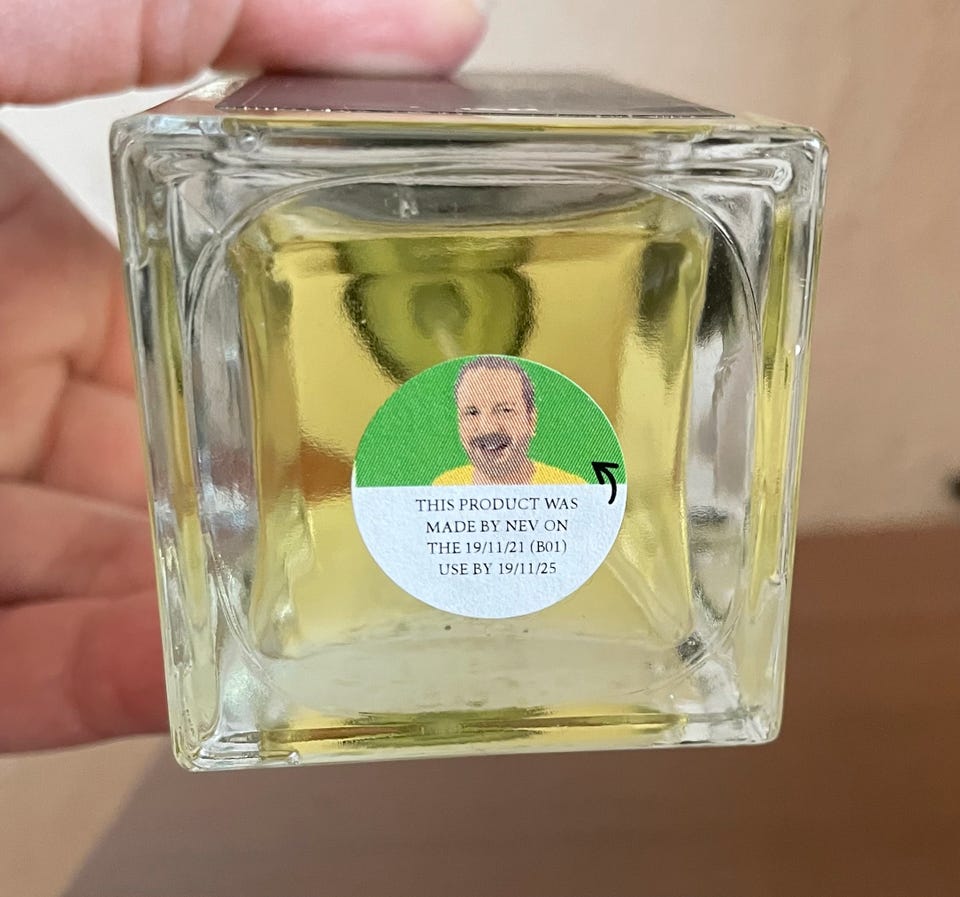 THIS PRODUCT WAS
MADE BY NEV ON
THE 19/11/21 (B01)
USE BY 19/11/25